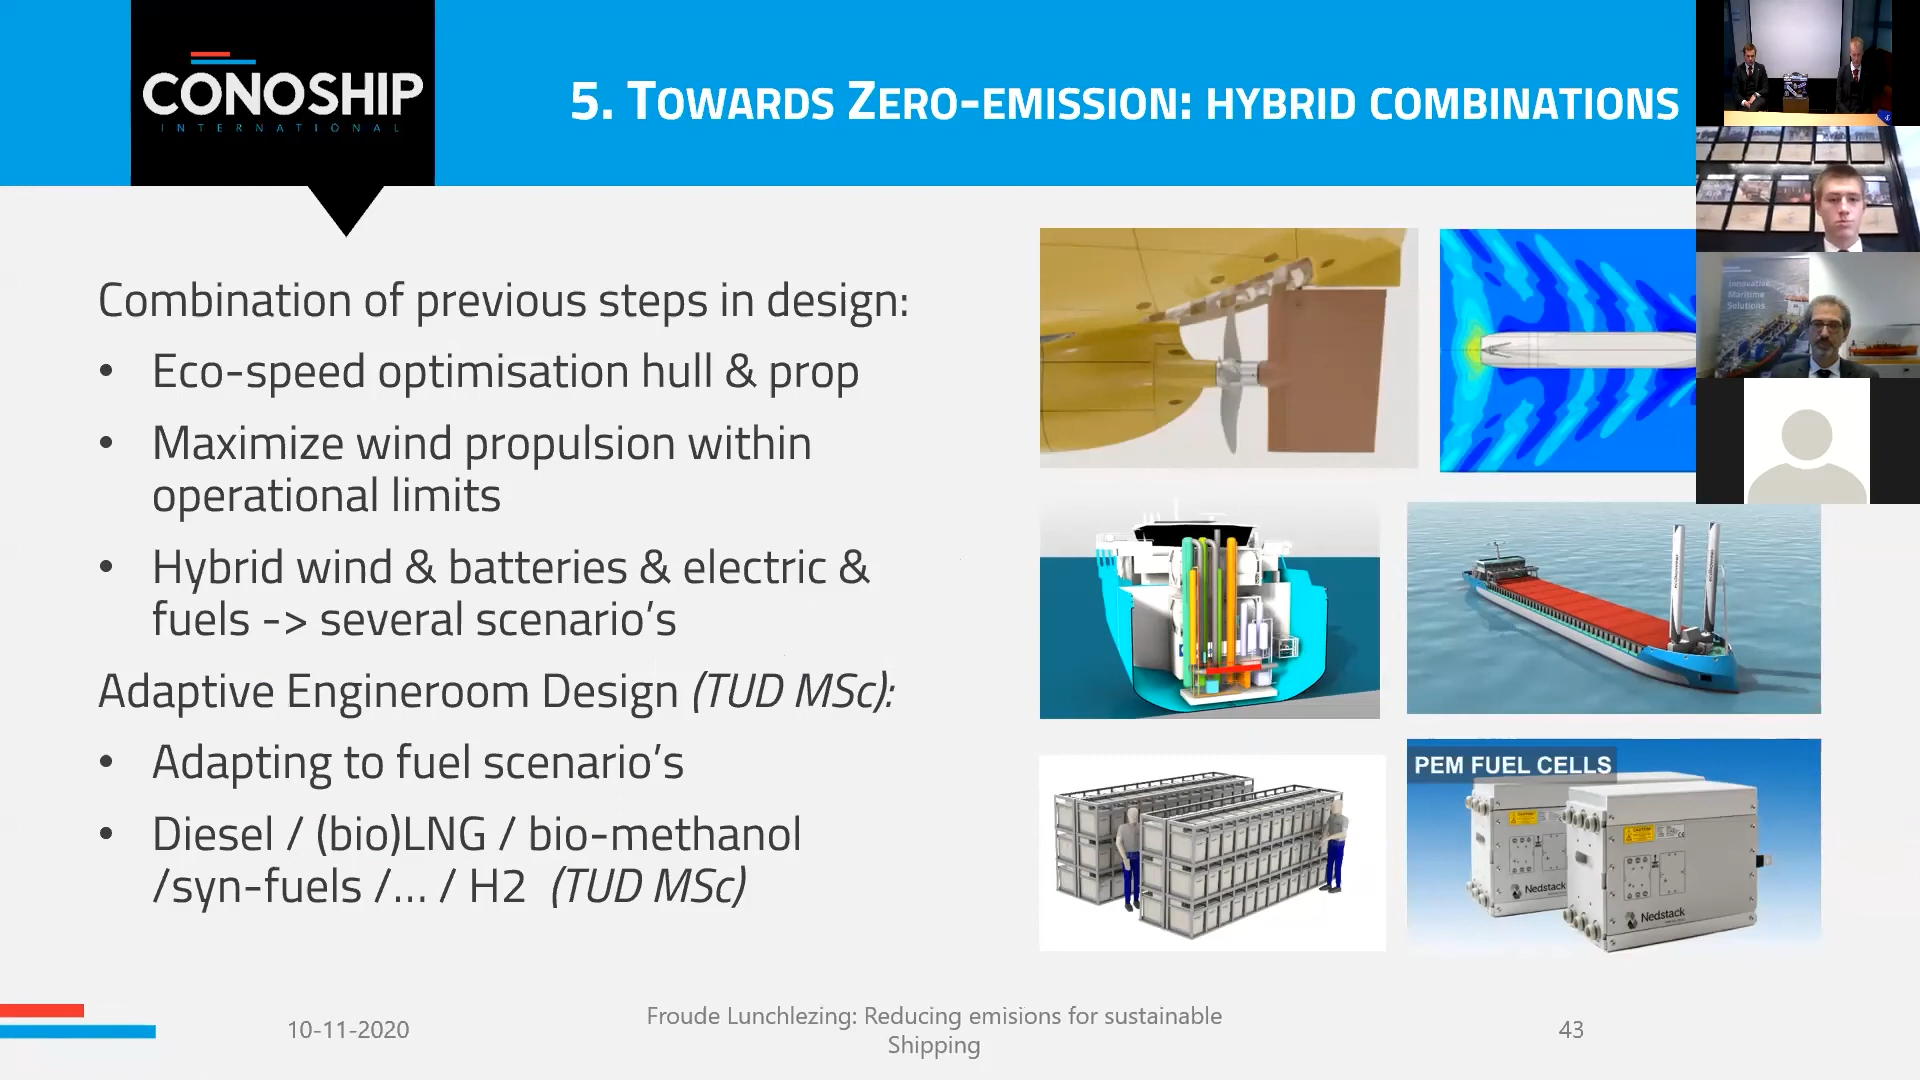 CONOSHIP
INTERNATIONAL
5. TOWARDS ZERO-EMISSION: HYBRID COMBINATIONS
Innovative
Maritime
Solutions
Combination of previous steps in design:
• Eco-speed optimisation hull & prop
• Maximize wind propulsion within
operational limits
• Hybrid wind & batteries & electric &
fuels -> several scenario's
Adaptive Engineroom Design (TUD MSc):
• Adapting to fuel scenario's
• Diesel / (bio)LNG / bio-methanol
/syn-fuels /... / H2 (TUD MSc)
PEM FUEL CELLS
Nedstack
Nedstack
10-11-2020
Froude Lunchlezing: Reducing emisions for sustainable
Shipping
43